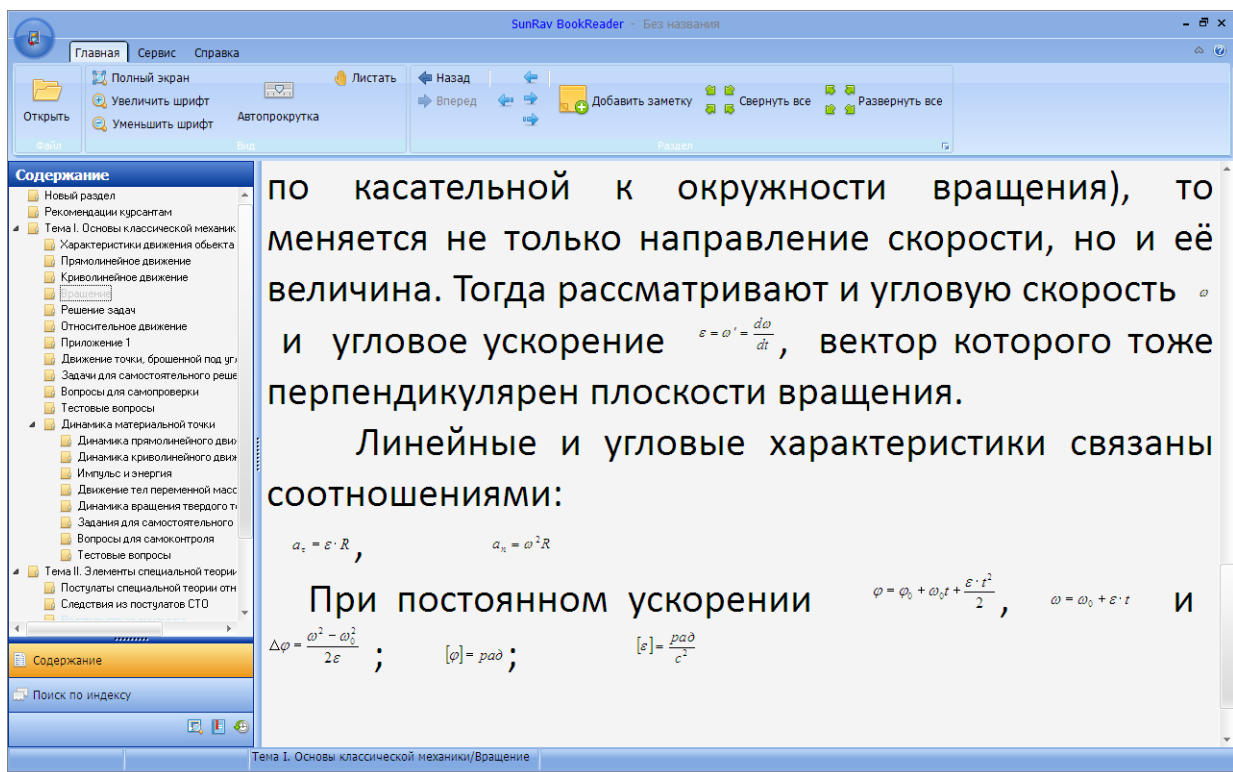 SunRav BookReader - Без названия
Главная Сервис Справка
Открыть
Полный экран
Увеличить шрифт
Уменьшить шрифт
Автопрокрутка
Листать
Назад
Вперед
Добавить заметку
Свернуть все
Развернуть все
Файл Вид Раздел
Содержание
Новый раздел
Рекомендации курсантам
Тема I. Основы классической механик
Характеристики движения обьекта
Прямолинейное движение
Криволинейное движение
Вращение
Решение задач
Относительное движение
Приложение 1
Движение точки, брошенной под угл
Задачи для самостоятельного реше
Вопросы для самопроверки
Тестовые вопросы
Динамика материальной точки
Динамика прямолинейного движ
Динамика криволинейного движ
Импульс и энергия
Движение тел переменной масс
Динамика вращения твердого те
Задания для самостоятельного
Вопросы для самоконтроля
Тестовые вопросы
Тема II. Элементы специальной теории
Постулаты специальной теории отн
Следствия из постулатов СТО
Содержание
Поиск по индексу
по касательной к окружности вращения), то
меняется не только направление скорости, но и её
величина. Тогда рассматривают и угловую скорость ω
и угловое ускорение ε = ω' = dω/dt, вектор которого тоже
перпендикулярен плоскости вращения.
Линейные и угловые характеристики связаны
соотношениями:
a_τ = ε · R, a_n = ω²R
При постоянном ускорении φ = φ₀ + ω₀t + ε · t²/2, ω = ω₀ + ε · t и
Δφ = ω² − ω₀²/2ε ; [φ] = рад; [ε] = рад/с²
Тема I. Основы классической механики/Вращение